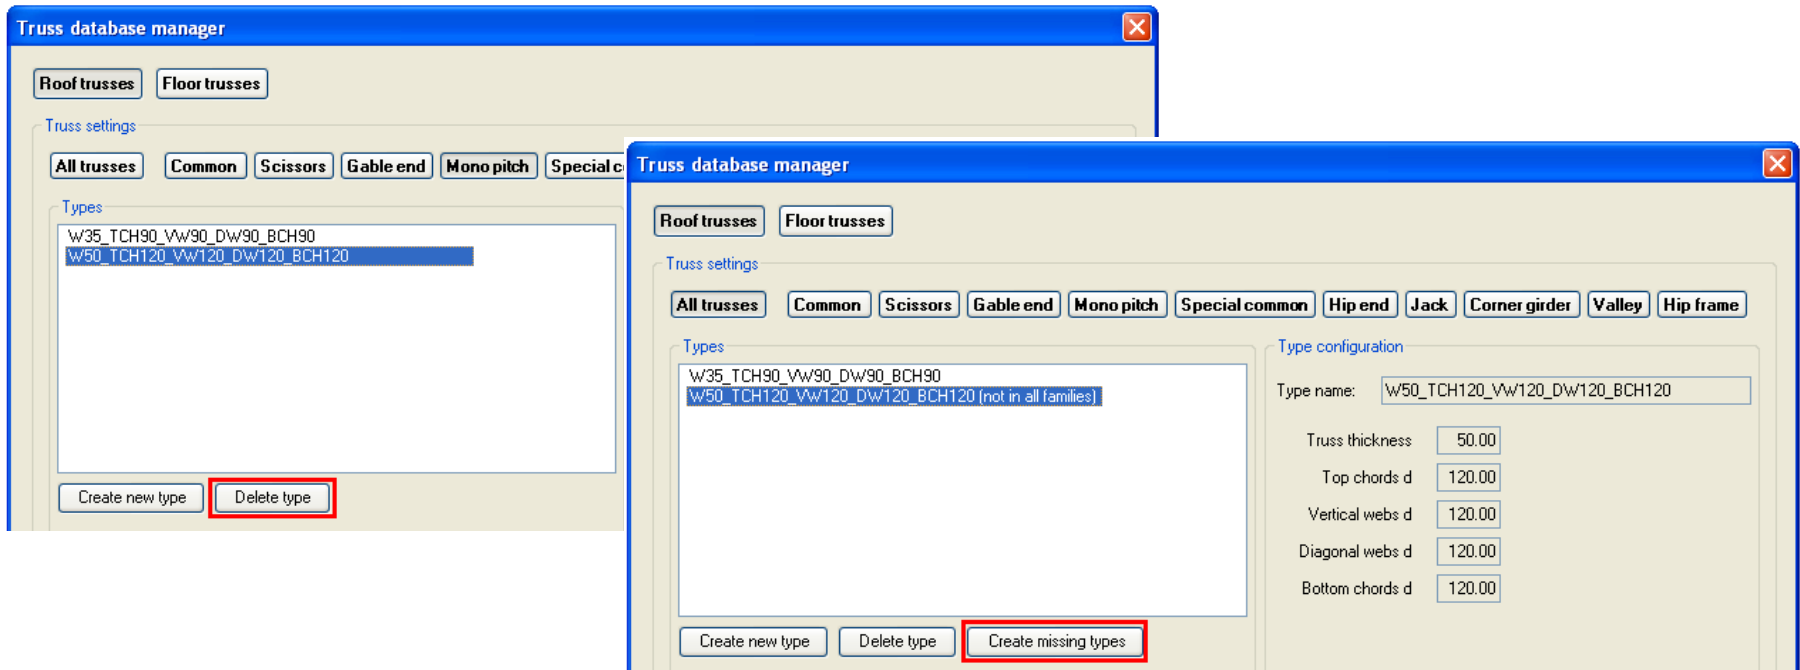 Truss database manager
Roof trusses Floor trusses
Truss settings
All trusses Common Scissors Gable end Mono pitch Special c
Types
W35_TCH90_VW90_DW90_BCH90
W50_TCH120_VW120_DW120_BCH120
Create new type Delete type
Truss database manager
Roof trusses Floor trusses
Truss settings
All trusses Common Scissors Gable end Mono pitch Special common Hip end Jack Corner girder Valley Hip frame
Types
W35_TCH90_VW90_DW90_BCH90
W50_TCH120_VW120_DW120_BCH120 (not in all families)
Create new type Delete type Create missing types
Type configuration
Type name: W50_TCH120_VW120_DW120_BCH120
Truss thickness 50.00
Top chords d 120.00
Vertical webs d 120.00
Diagonal webs d 120.00
Bottom chords d 120.00